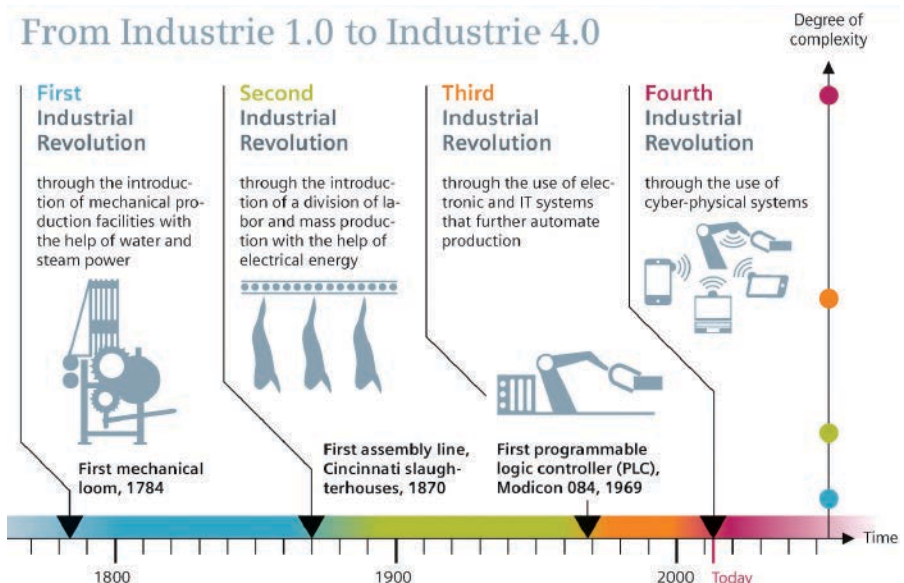 From Industrie 1.0 to Industrie 4.0
Degree of
complexity
First
Industrial
Revolution
through the introduc-
tion of mechanical pro-
duction facilities with
the help of water and
steam power
First mechanical
loom, 1784
Second
Industrial
Revolution
through the introduc-
tion of a division of la-
bor and mass produc-
tion with the help of
electrical energy
First assembly line,
Cincinnati slaugh-
terhouses, 1870
Third
Industrial
Revolution
through the use of elec-
tronic and IT systems
that further automate
production
First programmable
logic controller (PLC),
Modicon 084, 1969
Fourth
Industrial
Revolution
through the use of
cyber-physical systems
Time
1800
1900
2000
Today